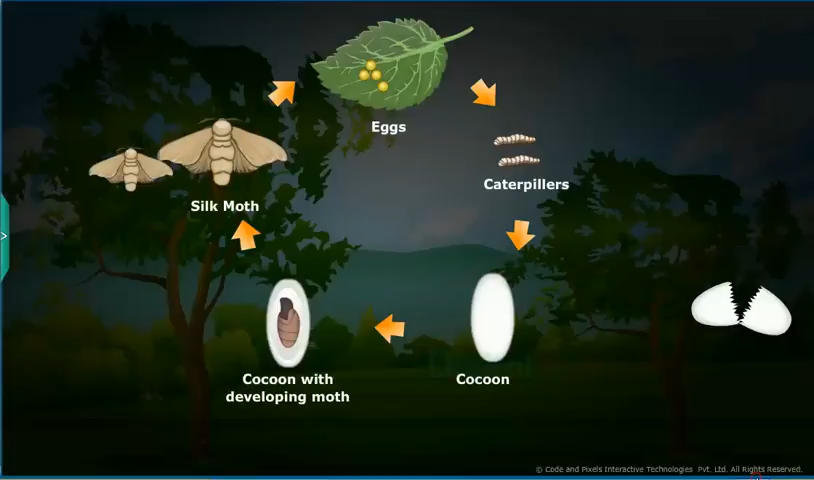 Eggs
Caterpillers
Silk Moth
Cocoon with
developing moth
Cocoon
>
© Code and Pixels Interactive Technologies Pvt. Ltd. All Rights Reserved.